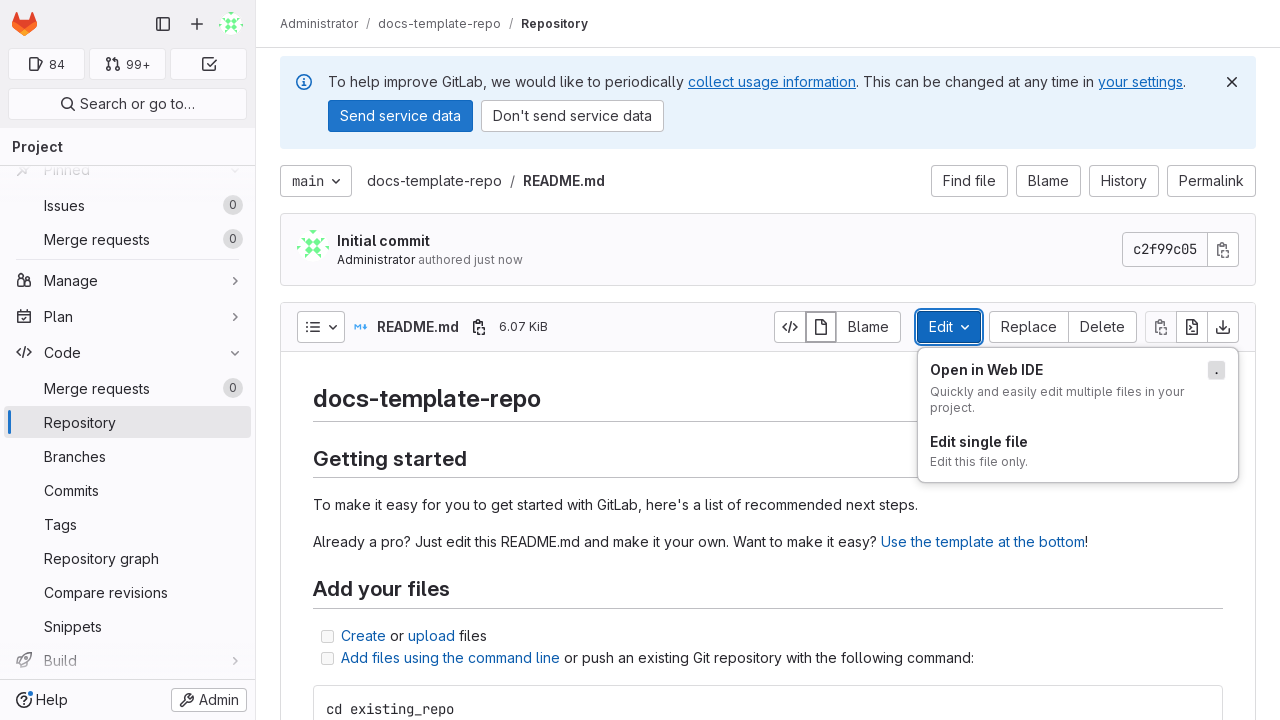 Administrator / docs-template-repo / Repository
84
99+
Search or go to…
Project
Pinned
Issues 0
Merge requests 0
Manage
Plan
Code
Merge requests 0
Repository
Branches
Commits
Tags
Repository graph
Compare revisions
Snippets
Build
Help
Admin
To help improve GitLab, we would like to periodically collect usage information. This can be changed at any time in your settings.
Send service data
Don't send service data
main
docs-template-repo / README.md
Find file
Blame
History
Permalink
Initial commit
Administrator authored just now
c2f99c05
README.md
6.07 KiB
Blame
Edit
Replace
Delete
Open in Web IDE .
Quickly and easily edit multiple files in your
project.
Edit single file
Edit this file only.
docs-template-repo
Getting started
To make it easy for you to get started with GitLab, here's a list of recommended next steps.
Already a pro? Just edit this README.md and make it your own. Want to make it easy? Use the template at the bottom!
Add your files
Create or upload files
Add files using the command line or push an existing Git repository with the following command:
cd existing_repo